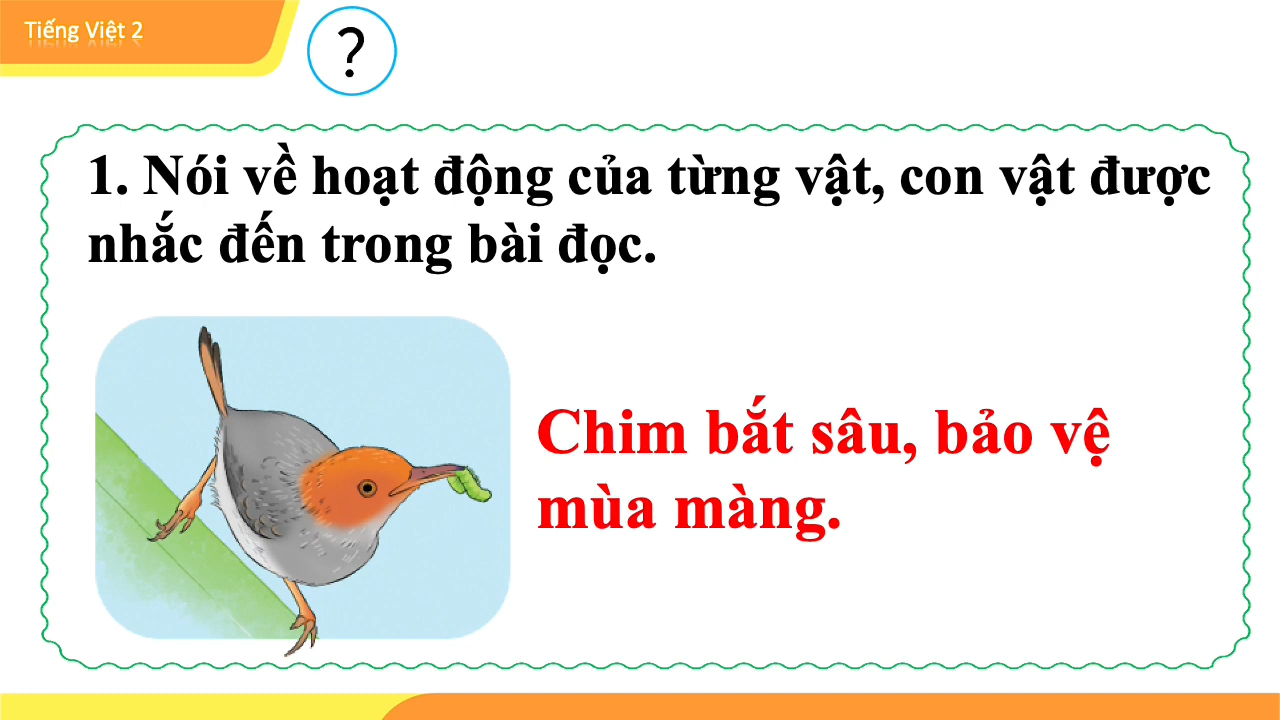 Tiếng Việt 2
?
1. Nói về hoạt động của từng vật, con vật được
nhắc đến trong bài đọc.
Chim bắt sâu, bảo vệ
mùa màng.